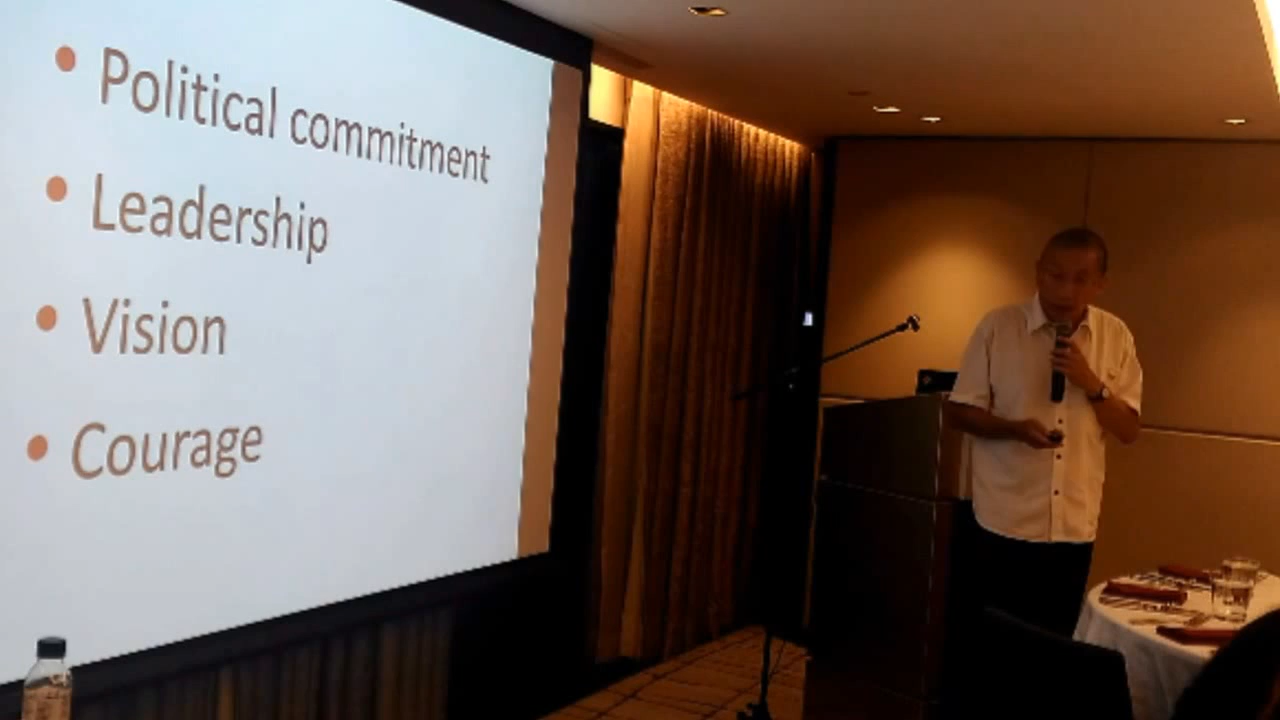 • Political commitment
• Leadership
• Vision
• Courage